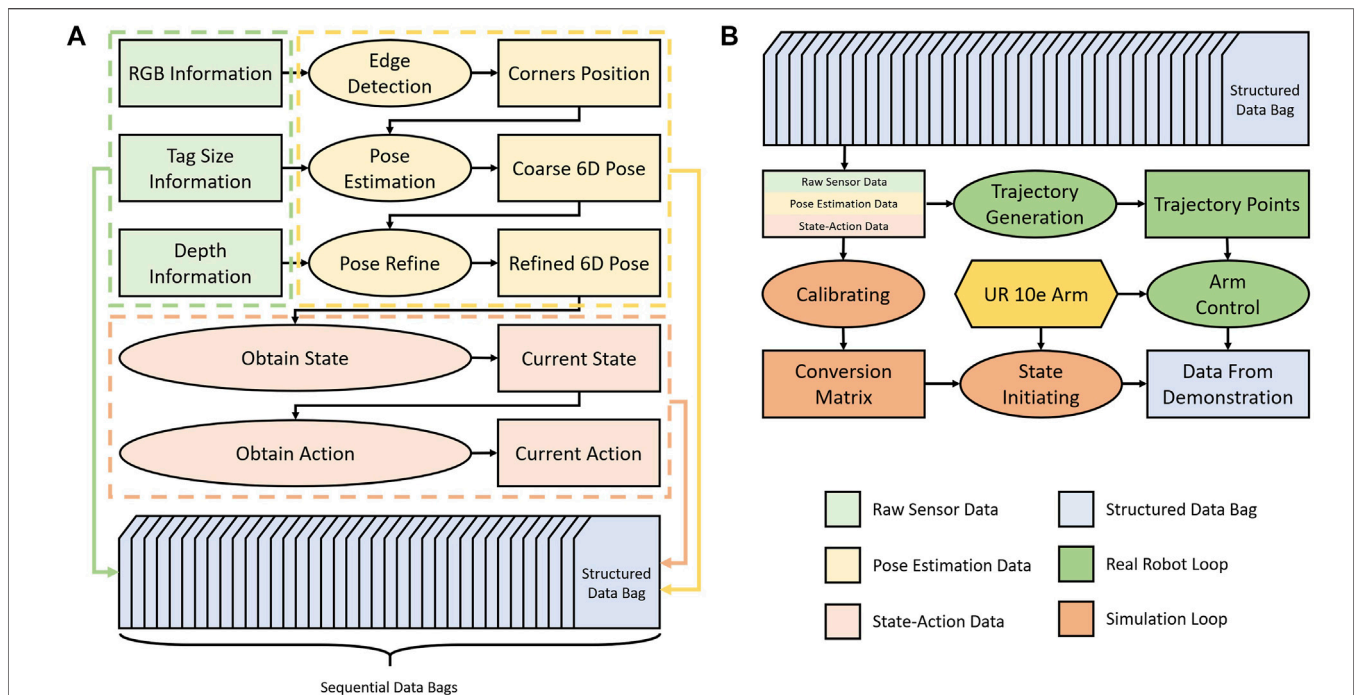 A
RGB Information
Edge
Detection
Corners Position
Tag Size
Information
Pose
Estimation
Coarse 6D Pose
Depth
Information
Pose Refine
Refined 6D Pose
Obtain State
Current State
Obtain Action
Current Action
Structured
Data Bag
Sequential Data Bags
B
Structured
Data Bag
Raw Sensor Data
Pose Estimation Data
State-Action Data
Trajectory
Generation
Trajectory Points
Calibrating
UR 10e Arm
Arm
Control
Conversion
Matrix
State
Initiating
Data From
Demonstration
Raw Sensor Data
Structured Data Bag
Pose Estimation Data
Real Robot Loop
State-Action Data
Simulation Loop